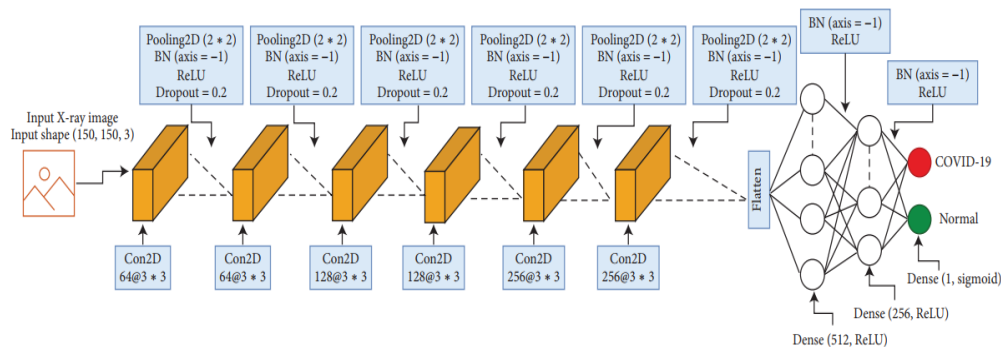 Pooling2D (2 * 2)
BN (axis = −1)
ReLU
Dropout = 0.2
Pooling2D (2 * 2)
BN (axis = −1)
ReLU
Dropout = 0.2
Pooling2D (2 * 2)
BN (axis = −1)
ReLU
Dropout = 0.2
Pooling2D (2 * 2)
BN (axis = −1)
ReLU
Dropout = 0.2
Pooling2D (2 * 2)
BN (axis = −1)
ReLU
Dropout = 0.2
Pooling2D (2 * 2)
BN (axis = −1)
ReLU
Dropout = 0.2
BN (axis = −1)
ReLU
BN (axis = −1)
ReLU
Input X-ray image
Input shape (150, 150, 3)
Con2D
64@3 * 3
Con2D
64@3 * 3
Con2D
128@3 * 3
Con2D
128@3 * 3
Con2D
256@3 * 3
Con2D
256@3 * 3
Flatten
COVID-19
Normal
Dense (1, sigmoid)
Dense (256, ReLU)
Dense (512, ReLU)